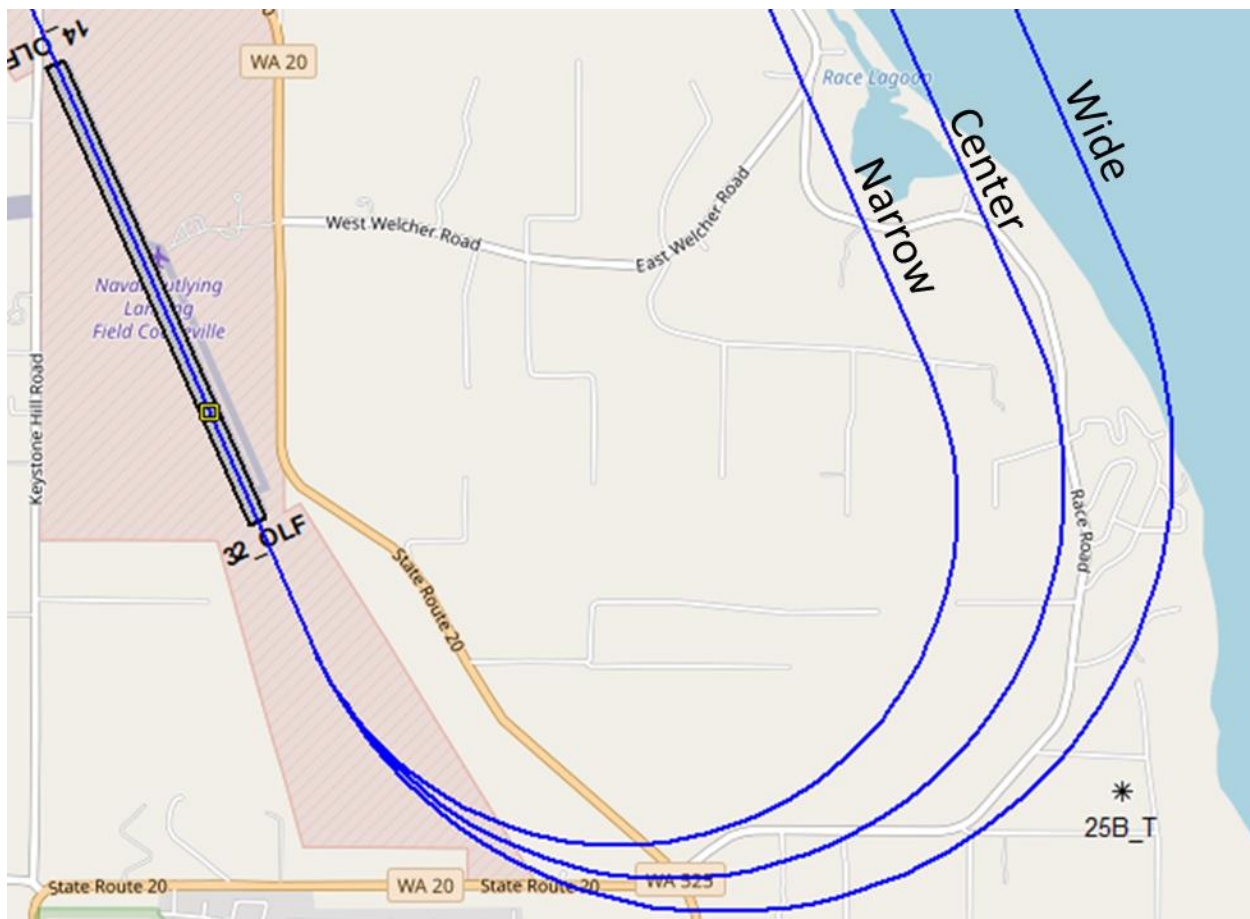 14_OLF
WA 20
Race Lagoon
Wide
Center
Narrow
West Welcher Road
East Welcher Road
Naval Outlying
Landing
Field Coupeville
Keystone Hill Road
32_OLF
State Route 20
Race Road
25B_T
State Route 20
WA 20
State Route 20
WA 525